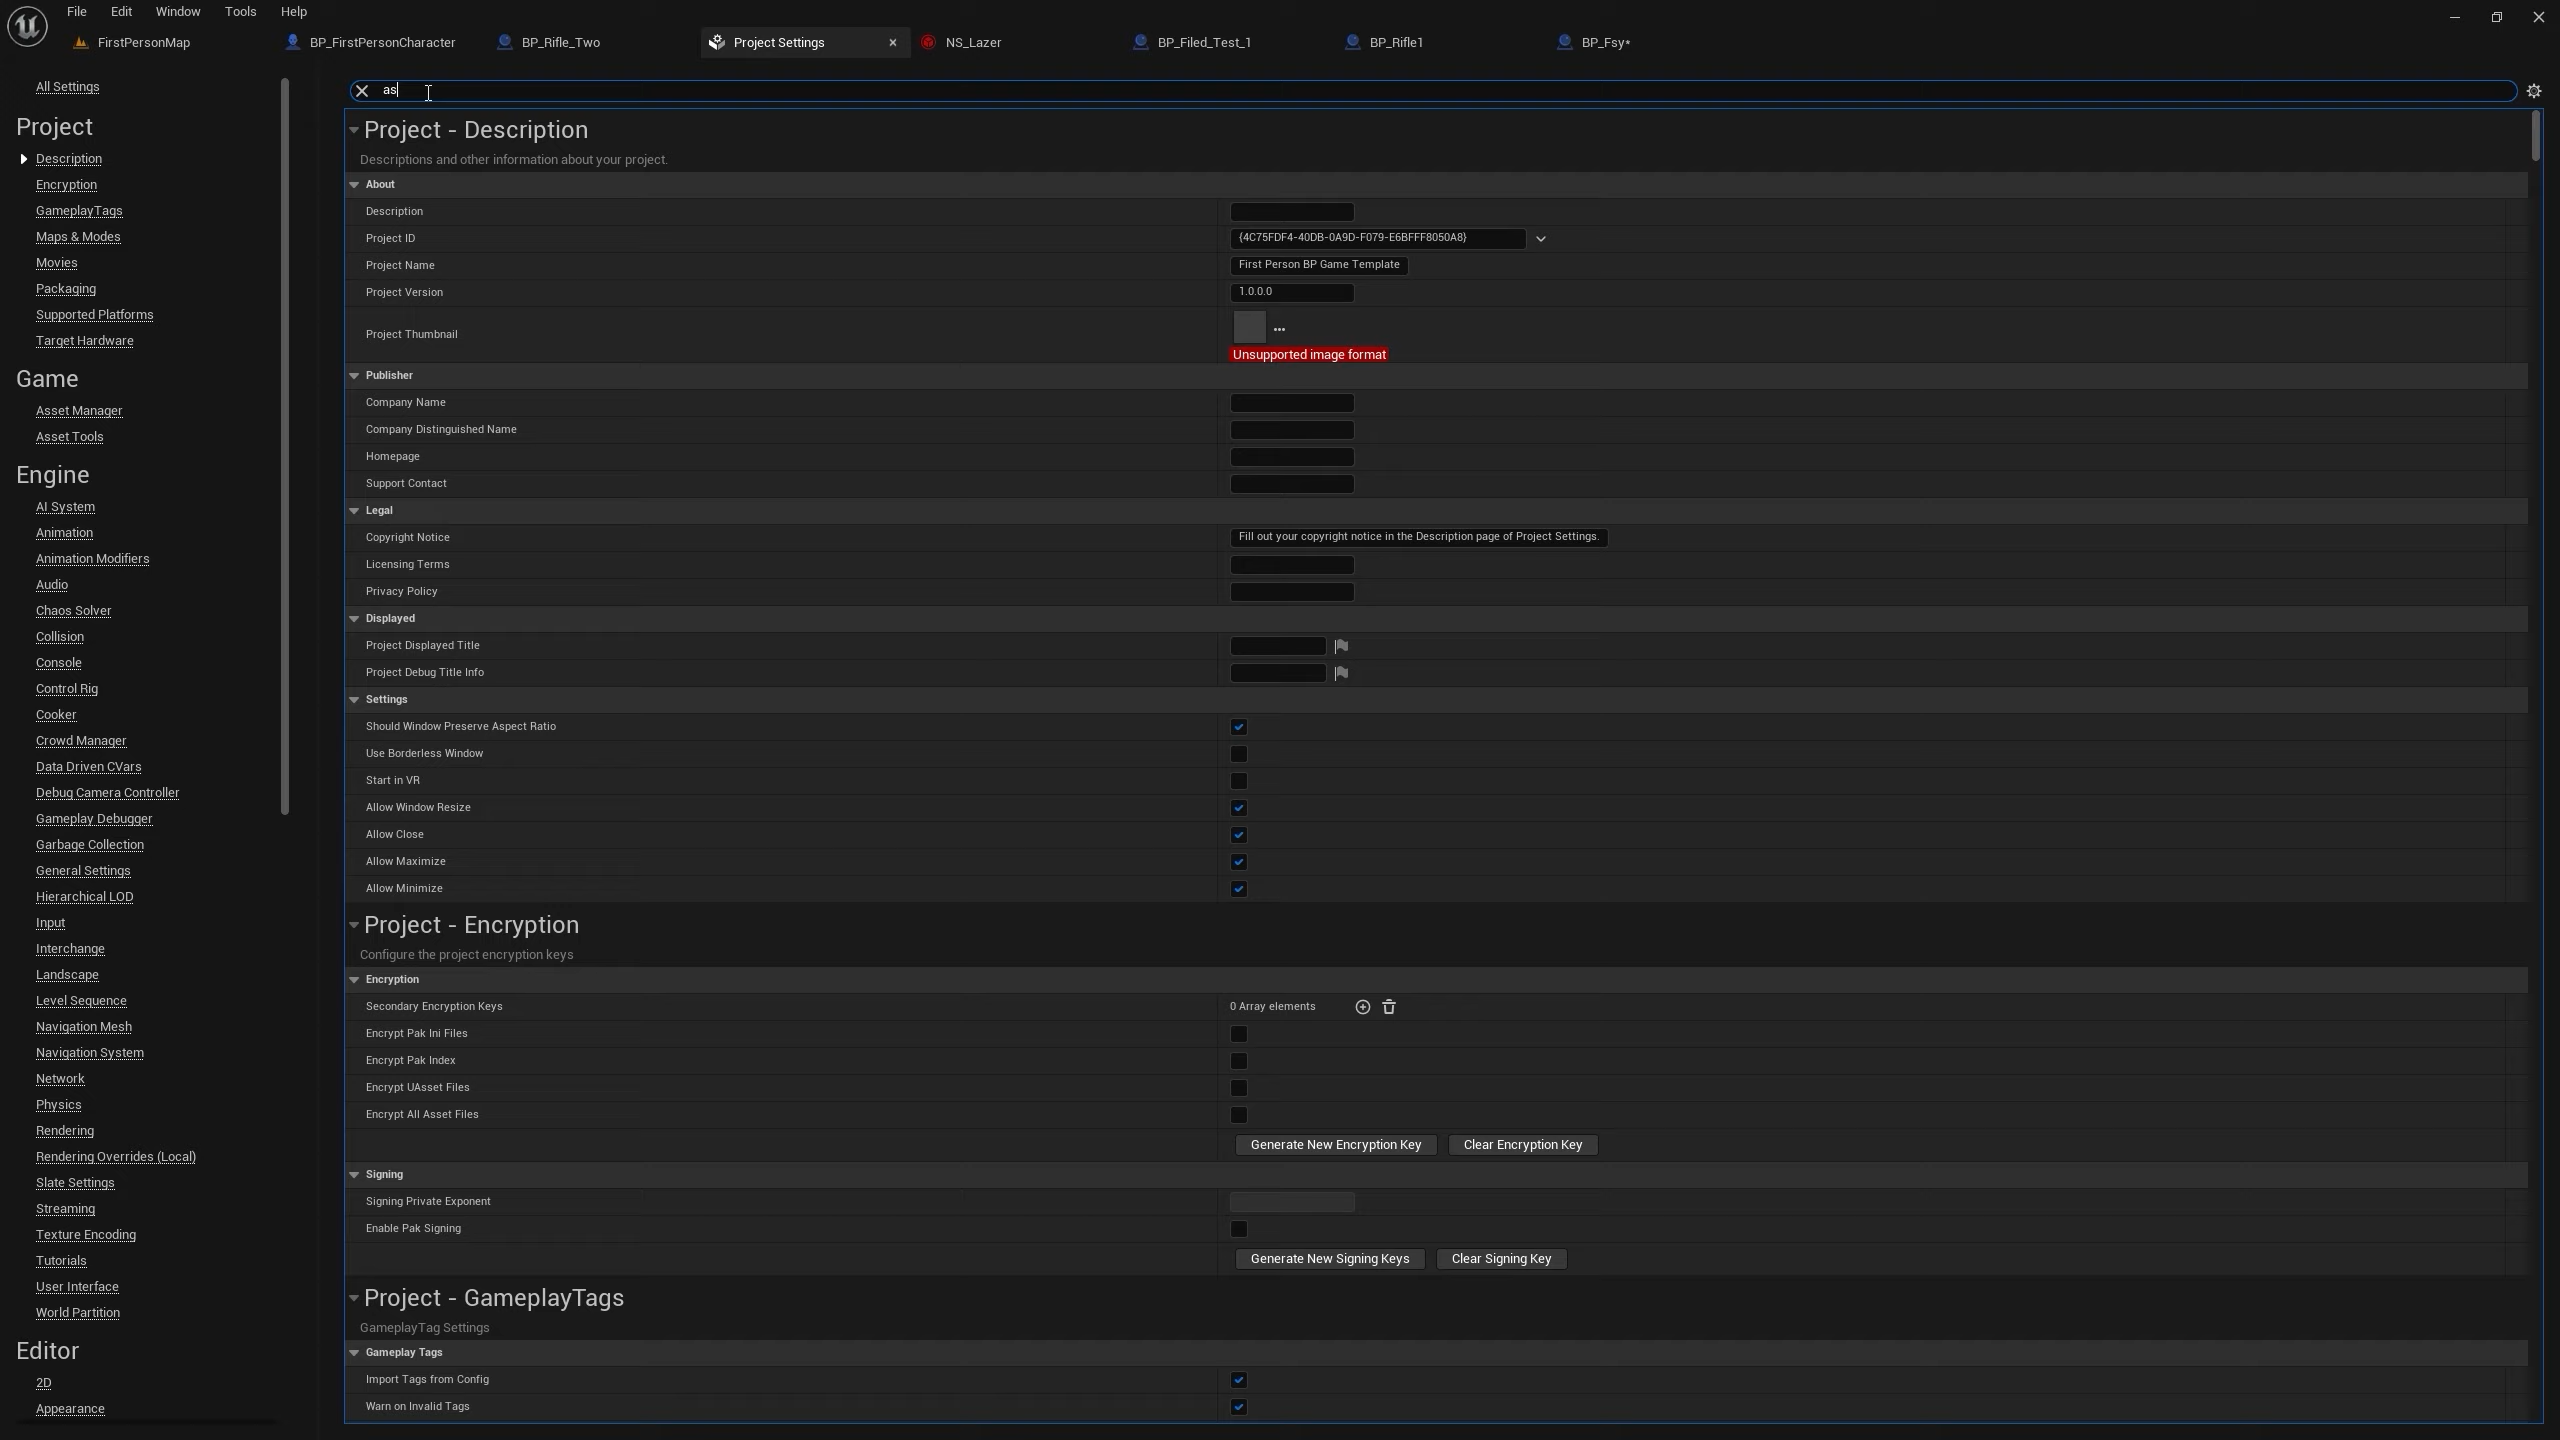 File Edit Window Tools Help
FirstPersonMap BP_FirstPersonCharacter BP_Rifle_Two Project Settings NS_Lazer BP_Filed_Test_1 BP_Rifle1 BP_Fsy*
All Settings
Project
Description
Encryption
GameplayTags
Maps & Modes
Movies
Packaging
Supported Platforms
Target Hardware
Game
Asset Manager
Asset Tools
Engine
AI System
Animation
Animation Modifiers
Audio
Chaos Solver
Collision
Console
Control Rig
Cooker
Crowd Manager
Data Driven CVars
Debug Camera Controller
Gameplay Debugger
Garbage Collection
General Settings
Hierarchical LOD
Input
Interchange
Landscape
Level Sequence
Navigation Mesh
Navigation System
Network
Physics
Rendering
Rendering Overrides (Local)
Slate Settings
Streaming
Texture Encoding
Tutorials
User Interface
World Partition
Editor
2D
Appearance
as
Project - Description
Descriptions and other information about your project.
About
Description
Project ID {4C75FDF4-40DB-0A9D-F079-E6BFFF8050A8}
Project Name First Person BP Game Template
Project Version 1.0.0.0
Project Thumbnail
Unsupported image format
Publisher
Company Name
Company Distinguished Name
Homepage
Support Contact
Legal
Copyright Notice Fill out your copyright notice in the Description page of Project Settings.
Licensing Terms
Privacy Policy
Displayed
Project Displayed Title
Project Debug Title Info
Settings
Should Window Preserve Aspect Ratio
Use Borderless Window
Start in VR
Allow Window Resize
Allow Close
Allow Maximize
Allow Minimize
Project - Encryption
Configure the project encryption keys
Encryption
Secondary Encryption Keys 0 Array elements
Encrypt Pak Ini Files
Encrypt Pak Index
Encrypt UAsset Files
Encrypt All Asset Files
Generate New Encryption Key Clear Encryption Key
Signing
Signing Private Exponent
Enable Pak Signing
Generate New Signing Keys Clear Signing Key
Project - GameplayTags
GameplayTag Settings
Gameplay Tags
Import Tags from Config
Warn on Invalid Tags